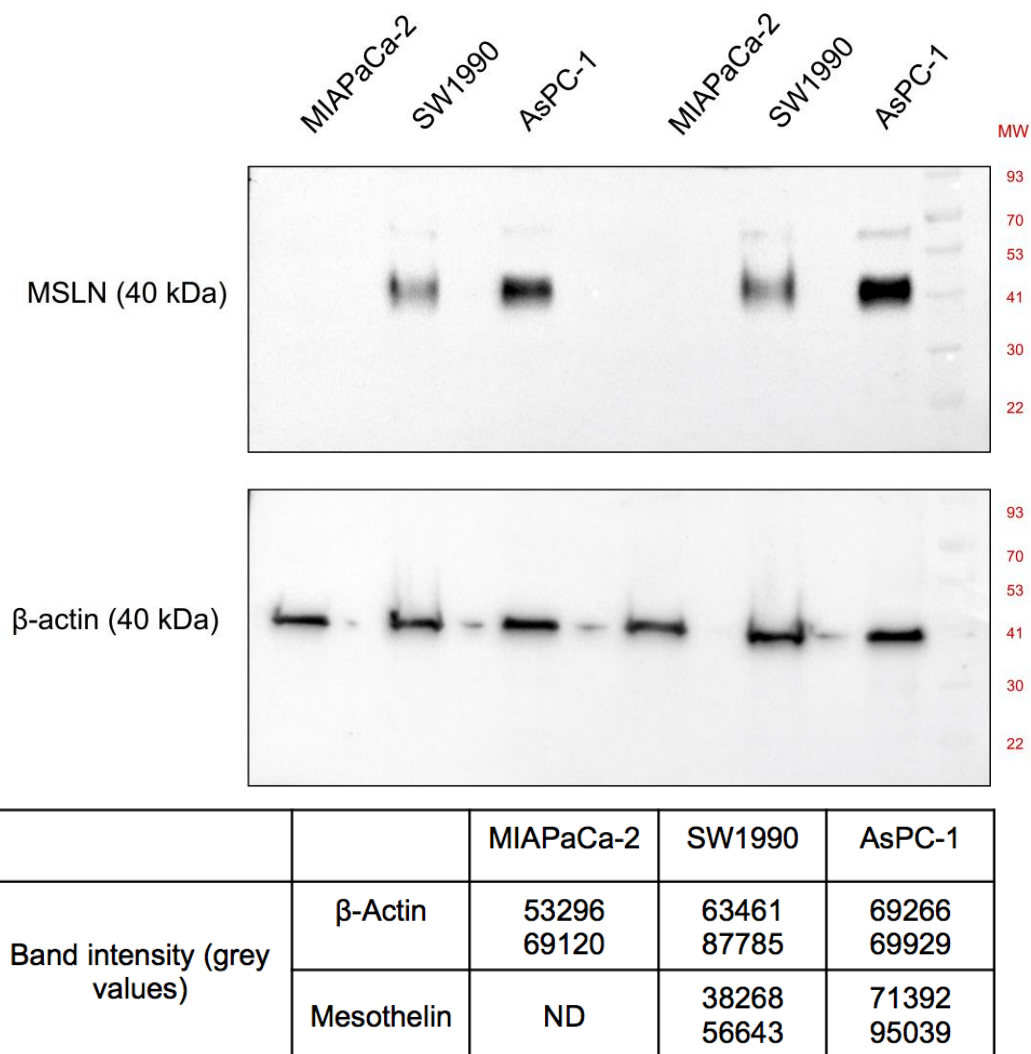 MIAPaCa-2
SW1990
AsPC-1
MIAPaCa-2
SW1990
AsPC-1
MW
93
70
53
MSLN (40 kDa)
41
30
22
93
70
53
β-actin (40 kDa)
41
30
22
MIAPaCa-2 SW1990 AsPC-1
Band intensity (grey
values)
β-Actin
53296
69120
63461
87785
69266
69929
Mesothelin
ND
38268
56643
71392
95039